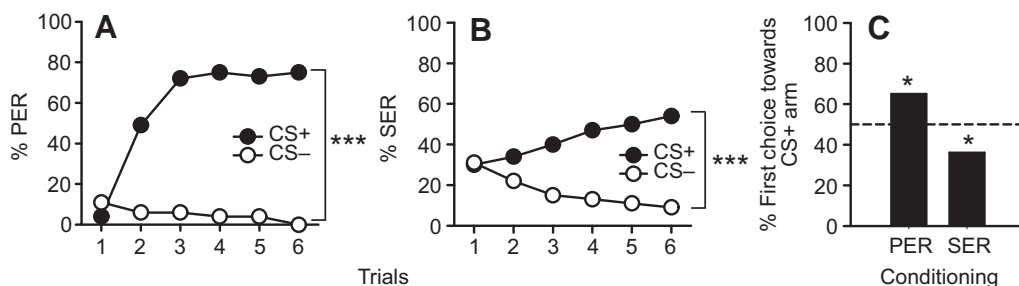 A
% PER
100
80
60
40
20
0
CS+
CS–
***
1 2 3 4 5 6
B
% SER
100
80
60
40
20
0
CS+
CS–
***
1 2 3 4 5 6
Trials
C
% First choice towards
CS+ arm
100
80
60
40
20
0
*
*
PER SER
Conditioning